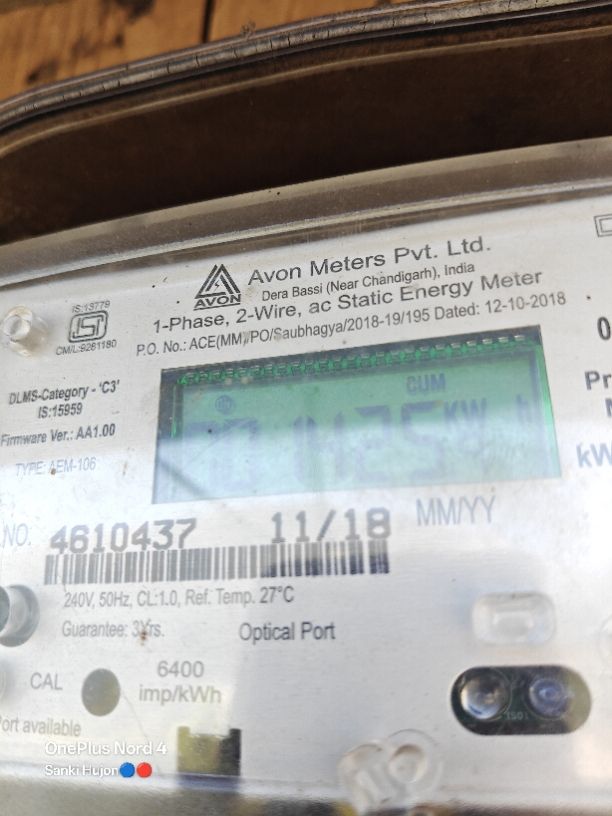 Avon Meters Pvt. Ltd.
AVON
Dera Bassi (Near Chandigarh), India
1-Phase, 2-Wire, ac Static Energy Meter
P.O. No.: ACE(MM)/PO/Saubhagya/2018-19/195 Dated: 12-10-2018
IS:13779
ISI
CM/L:9261180
DLMS-Category - 'C3'
IS:15959
Firmware Ver.: AA1.00
TYPE: AEM-106
CUM
01425 KW h
kW
NO. 4610437 11/18 MM/YY
240V, 50Hz, CL:1.0, Ref. Temp. 27°C
Guarantee: 3Yrs. Optical Port
CAL 6400
imp/kWh
Port available
OnePlus Nord 4
Sanki Hujon